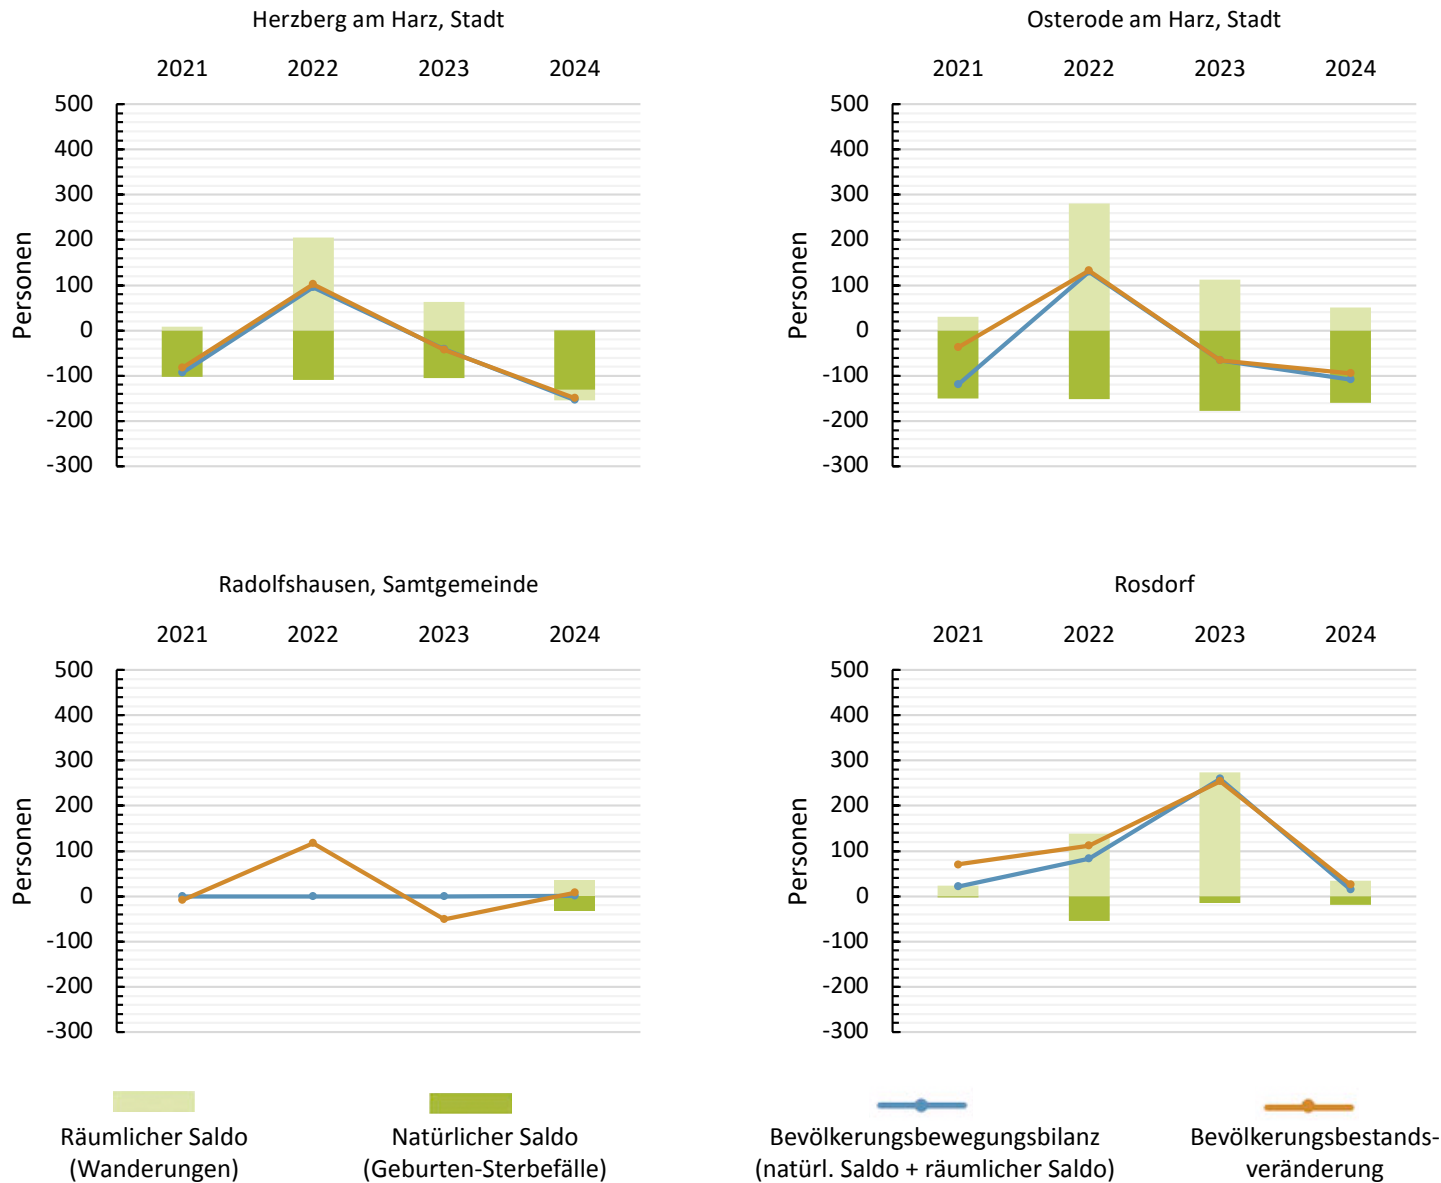 Herzberg am Harz, Stadt
2021 2022 2023 2024
500
400
300
200
100
0
-100
-200
-300
Personen
Osterode am Harz, Stadt
2021 2022 2023 2024
500
400
300
200
100
0
-100
-200
-300
Personen
Radolfshausen, Samtgemeinde
2021 2022 2023 2024
500
400
300
200
100
0
-100
-200
-300
Personen
Rosdorf
2021 2022 2023 2024
500
400
300
200
100
0
-100
-200
-300
Personen
Räumlicher Saldo
(Wanderungen)
Natürlicher Saldo
(Geburten-Sterbefälle)
Bevölkerungsbewegungsbilanz
(natürl. Saldo + räumlicher Saldo)
Bevölkerungsbestands-
veränderung